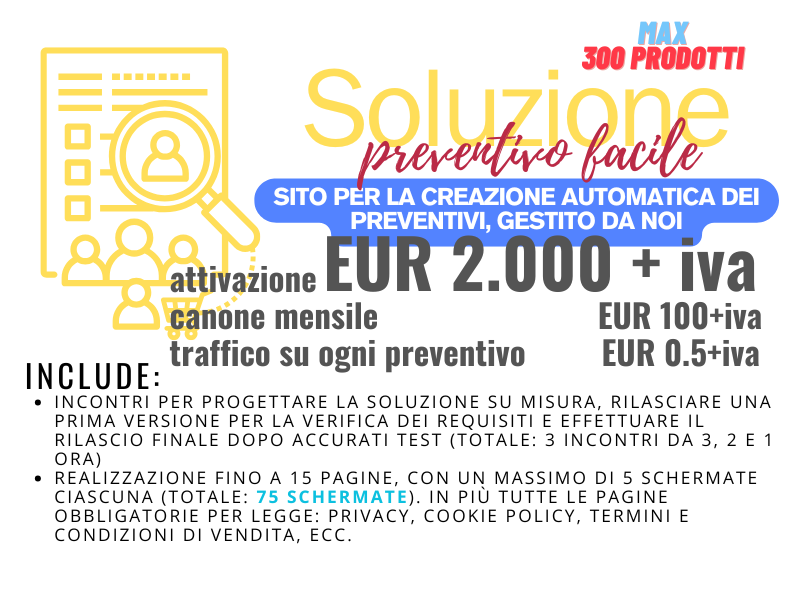 MAX
300 PRODOTTI
Soluzione
preventivo facile
SITO PER LA CREAZIONE AUTOMATICA DEI
PREVENTIVI, GESTITO DA NOI
attivazione EUR 2.000 + iva
canone mensile EUR 100+iva
traffico su ogni preventivo EUR 0.5+iva
INCLUDE:
• INCONTRI PER PROGETTARE LA SOLUZIONE SU MISURA, RILASCIARE UNA
PRIMA VERSIONE PER LA VERIFICA DEI REQUISITI E EFFETTUARE IL
RILASCIO FINALE DOPO ACCURATI TEST (TOTALE: 3 INCONTRI DA 3, 2 E 1
ORA)
• REALIZZAZIONE FINO A 15 PAGINE, CON UN MASSIMO DI 5 SCHERMATE
CIASCUNA (TOTALE: 75 SCHERMATE). IN PIÙ TUTTE LE PAGINE
OBBLIGATORIE PER LEGGE: PRIVACY, COOKIE POLICY, TERMINI E
CONDIZIONI DI VENDITA, ECC.